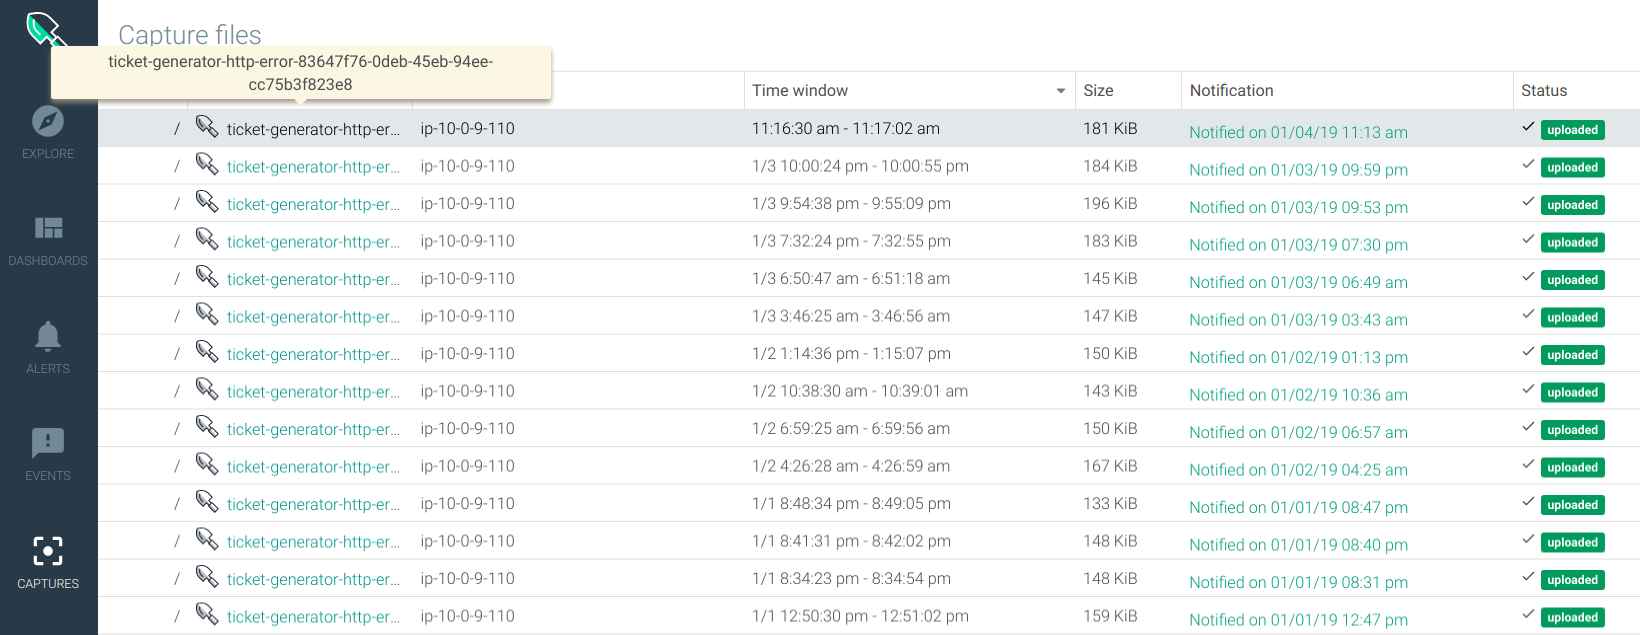 Capture files
ticket-generator-http-error-83647f76-0deb-45eb-94ee-
cc75b3f823e8
Time window Size Notification Status
/ ticket-generator-http-er... ip-10-0-9-110 11:16:30 am - 11:17:02 am 181 KiB Notified on 01/04/19 11:13 am uploaded
/ ticket-generator-http-er... ip-10-0-9-110 1/3 10:00:24 pm - 10:00:55 pm 184 KiB Notified on 01/03/19 09:59 pm uploaded
/ ticket-generator-http-er... ip-10-0-9-110 1/3 9:54:38 pm - 9:55:09 pm 196 KiB Notified on 01/03/19 09:53 pm uploaded
/ ticket-generator-http-er... ip-10-0-9-110 1/3 7:32:24 pm - 7:32:55 pm 183 KiB Notified on 01/03/19 07:30 pm uploaded
/ ticket-generator-http-er... ip-10-0-9-110 1/3 6:50:47 am - 6:51:18 am 145 KiB Notified on 01/03/19 06:49 am uploaded
/ ticket-generator-http-er... ip-10-0-9-110 1/3 3:46:25 am - 3:46:56 am 147 KiB Notified on 01/03/19 03:43 am uploaded
/ ticket-generator-http-er... ip-10-0-9-110 1/2 1:14:36 pm - 1:15:07 pm 150 KiB Notified on 01/02/19 01:13 pm uploaded
/ ticket-generator-http-er... ip-10-0-9-110 1/2 10:38:30 am - 10:39:01 am 143 KiB Notified on 01/02/19 10:36 am uploaded
/ ticket-generator-http-er... ip-10-0-9-110 1/2 6:59:25 am - 6:59:56 am 150 KiB Notified on 01/02/19 06:57 am uploaded
/ ticket-generator-http-er... ip-10-0-9-110 1/2 4:26:28 am - 4:26:59 am 167 KiB Notified on 01/02/19 04:25 am uploaded
/ ticket-generator-http-er... ip-10-0-9-110 1/1 8:48:34 pm - 8:49:05 pm 133 KiB Notified on 01/01/19 08:47 pm uploaded
/ ticket-generator-http-er... ip-10-0-9-110 1/1 8:41:31 pm - 8:42:02 pm 148 KiB Notified on 01/01/19 08:40 pm uploaded
/ ticket-generator-http-er... ip-10-0-9-110 1/1 8:34:23 pm - 8:34:54 pm 148 KiB Notified on 01/01/19 08:31 pm uploaded
/ ticket-generator-http-er... ip-10-0-9-110 1/1 12:50:30 pm - 12:51:02 pm 159 KiB Notified on 01/01/19 12:47 pm uploaded
EXPLORE
DASHBOARDS
ALERTS
EVENTS
CAPTURES